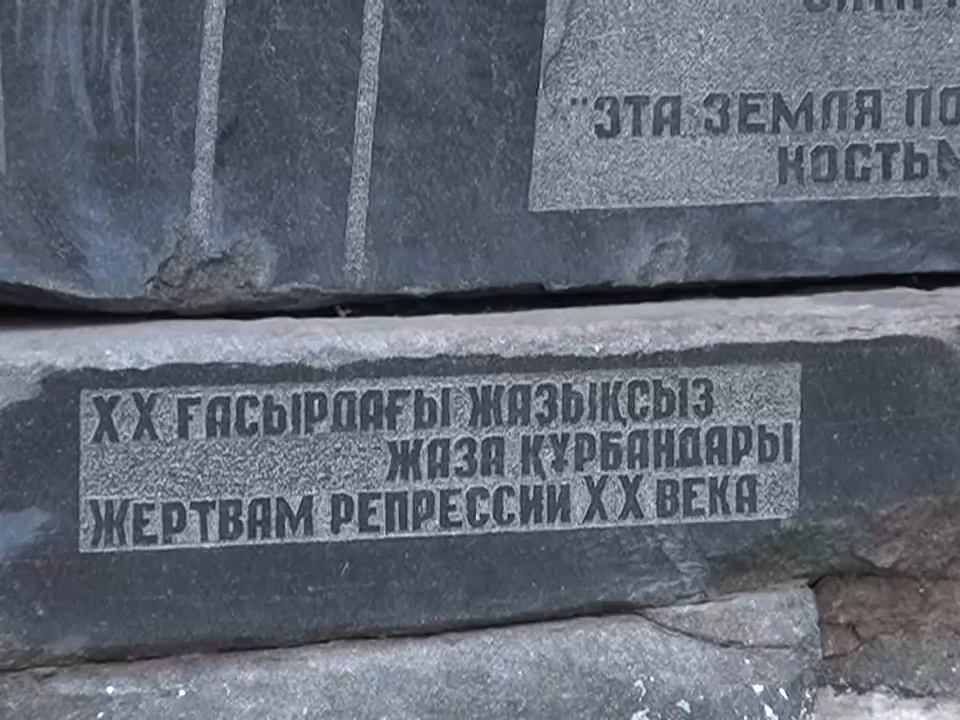 "ЭТА ЗЕМЛЯ
ХХ ҒАСЫРДАҒЫ ЖАЗЫҚСЫЗ
ЖАЗА ҚҰРБАНДАРЫ
ЖЕРТВАМ РЕПРЕССИИ ХХ ВЕКА